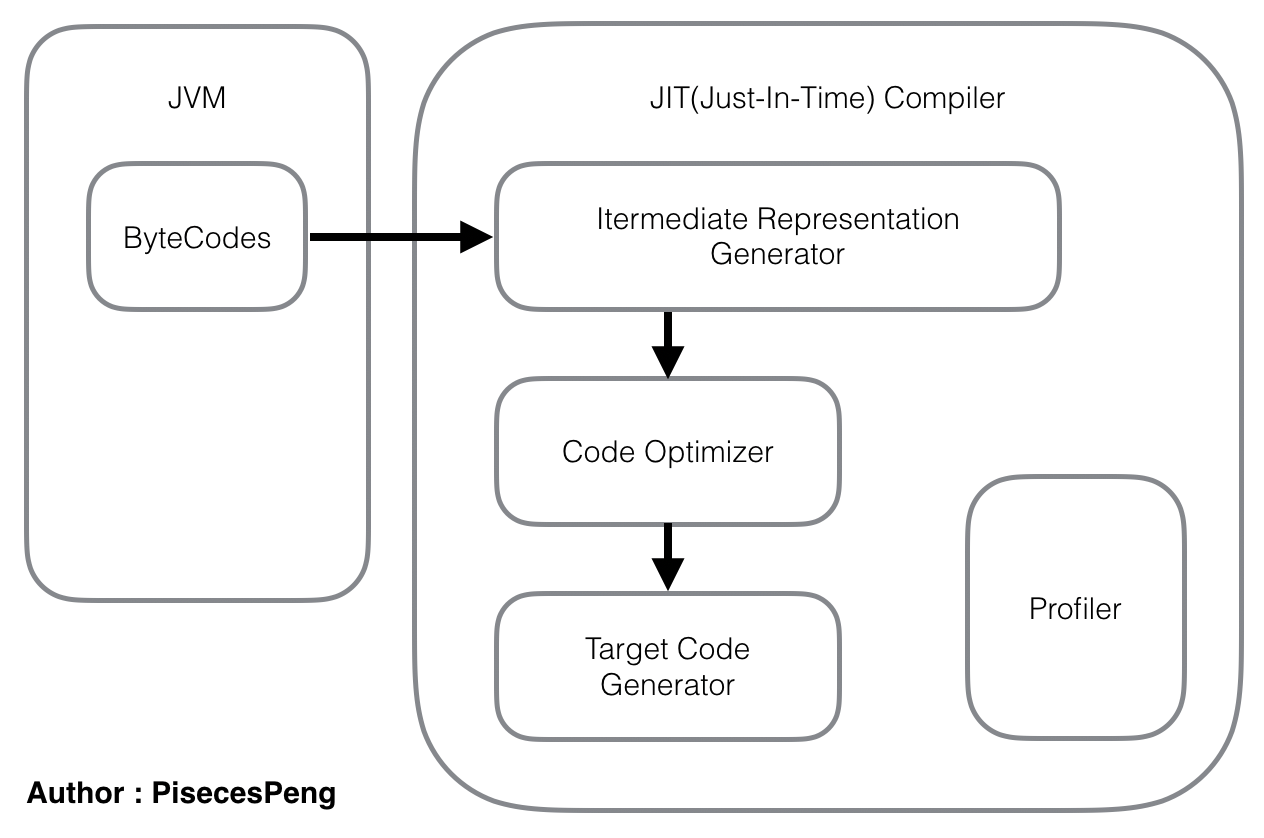 JVM
JIT(Just-In-Time) Compiler
ByteCodes
Itermediate Representation
Generator
Code Optimizer
Target Code
Generator
Profiler
Author : PisecesPeng